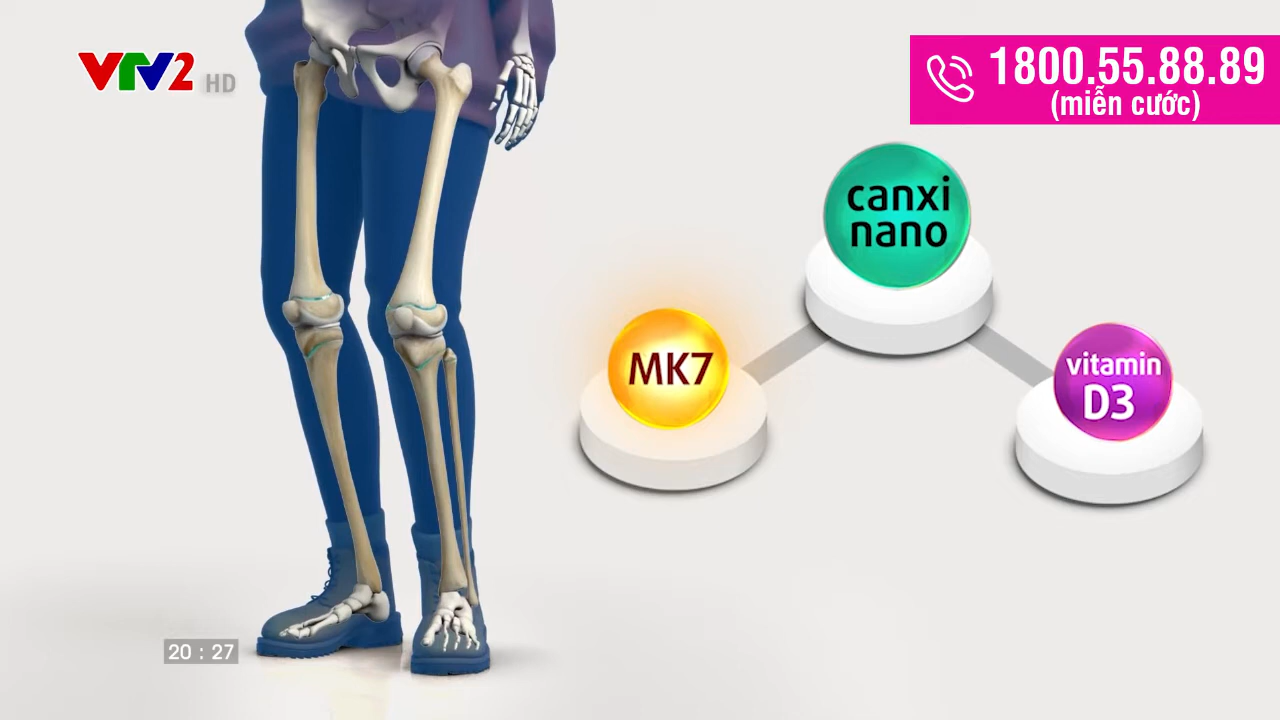 VTV2 HD
1800.55.88.89
(miễn cước)
canxi
nano
MK7
vitamin
D3
20 : 27